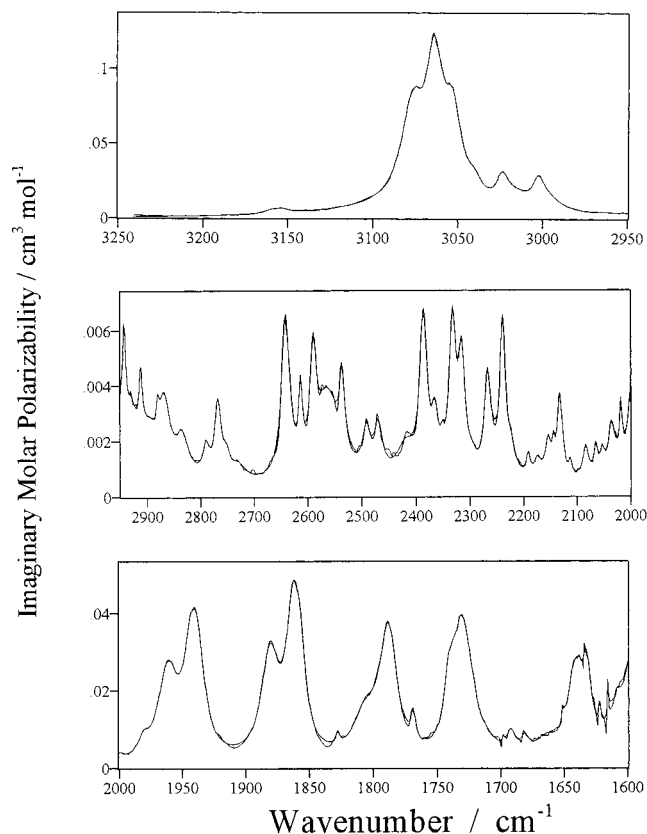 Imaginary Molar Polarizability / cm³ mol⁻¹
.1
.05
0
3250 3200 3150 3100 3050 3000 2950
.006
.004
.002
0
2900 2800 2700 2600 2500 2400 2300 2200 2100 2000
.04
.02
0
2000 1950 1900 1850 1800 1750 1700 1650 1600
Wavenumber / cm⁻¹